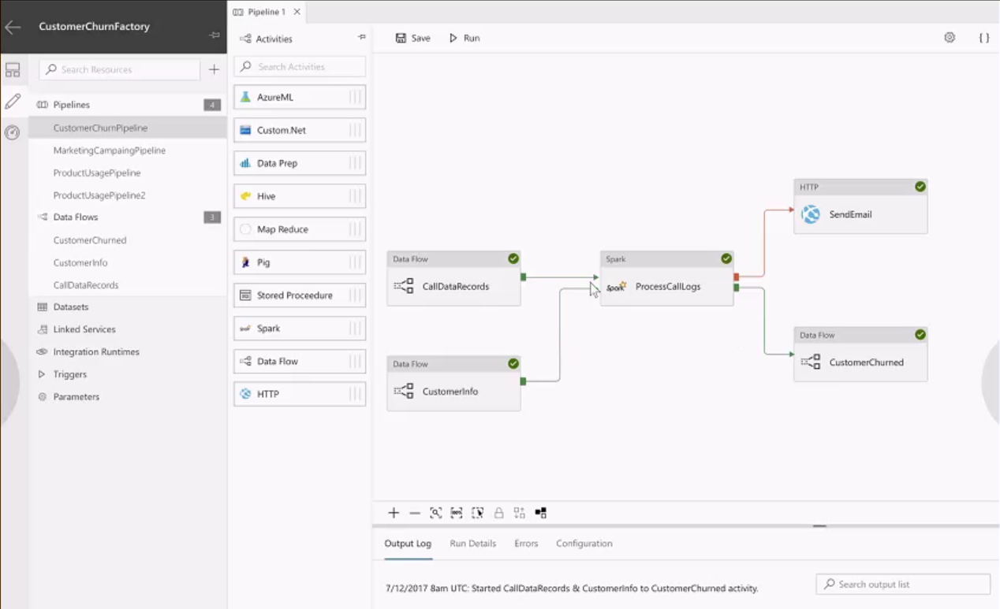 CustomerChurnFactory
Search Resources
Pipelines 4
CustomerChurnPipeline
MarketingCampaingPipeline
ProductUsagePipeline
ProductUsagePipeline2
Data Flows 3
CustomerChurned
CustomerInfo
CallDataRecords
Datasets
Linked Services
Integration Runtimes
Triggers
Parameters
Pipeline 1
Activities
Search Activities
AzureML
Custom.Net
Data Prep
Hive
Map Reduce
Pig
Stored Proceedure
Spark
Data Flow
HTTP
Save Run
{ }
Data Flow
CallDataRecords
Data Flow
CustomerInfo
Spark
Spark ProcessCallLogs
HTTP
SendEmail
Data Flow
CustomerChurned
Output Log Run Details Errors Configuration
7/12/2017 8am UTC: Started CallDataRecords & CustomerInfo to CustomerChurned activity.
Search output list